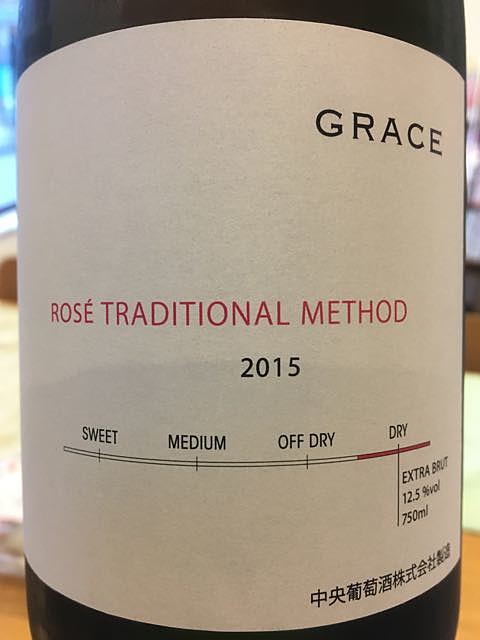 GRACE
ROSÉ TRADITIONAL METHOD
2015
SWEET MEDIUM OFF DRY DRY
EXTRA BRUT
12.5 %vol
750ml
中央葡萄酒株式会社製造